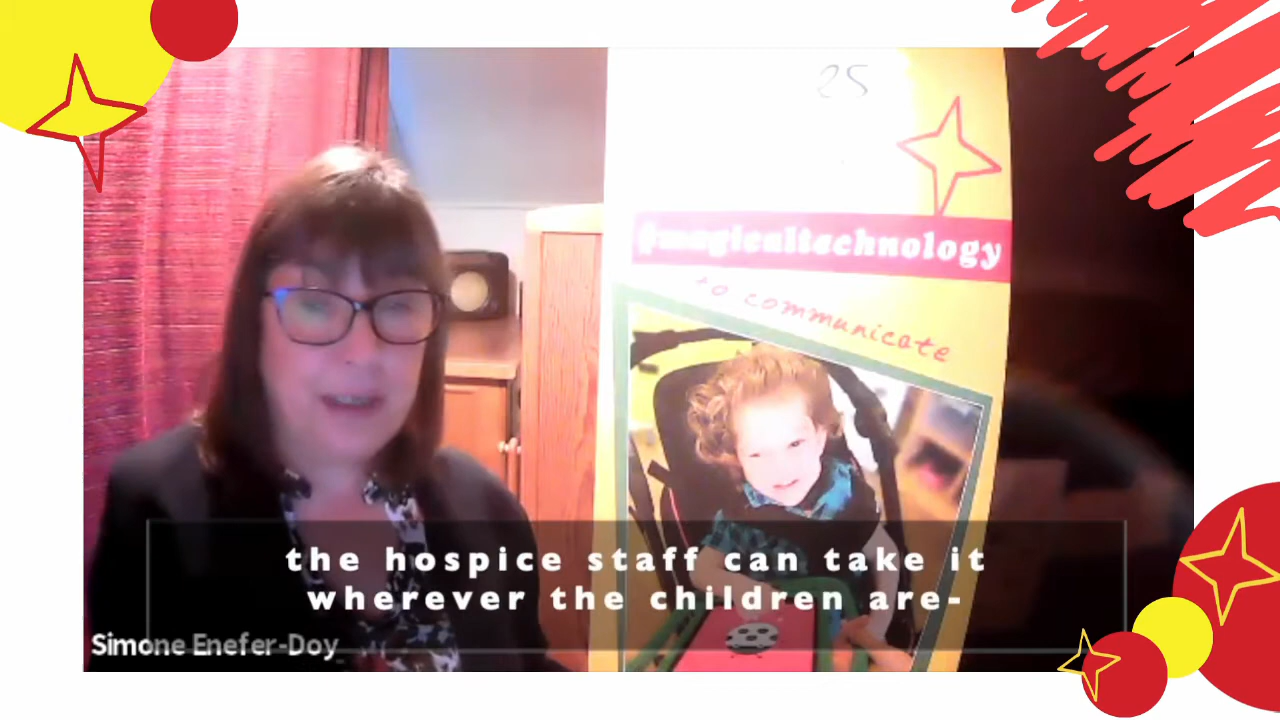 25
#magicaltechnology
to communicate
the hospice staff can take it
wherever the children are-
Simone Enefer-Doy